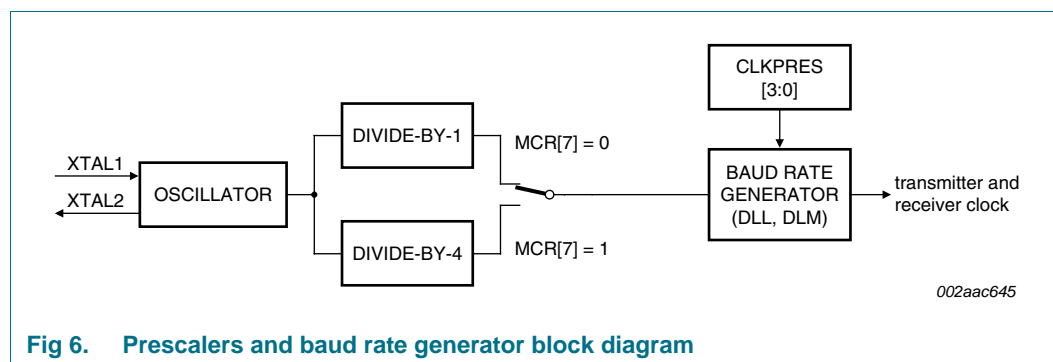 XTAL1
XTAL2
OSCILLATOR
DIVIDE-BY-1
DIVIDE-BY-4
MCR[7] = 0
MCR[7] = 1
CLKPRES
[3:0]
BAUD RATE
GENERATOR
(DLL, DLM)
transmitter and
receiver clock
002aac645
Fig 6. Prescalers and baud rate generator block diagram